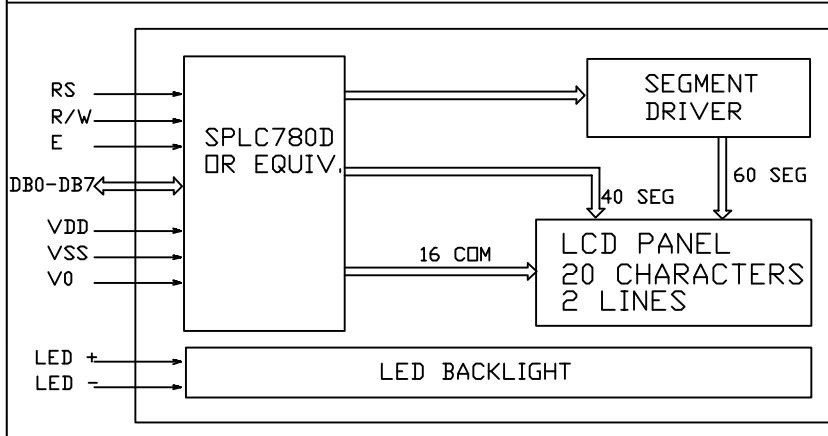 RS
R/W
E
DB0-DB7
VDD
VSS
V0
LED +
LED -
SPLC780D
OR EQUIV.
SEGMENT
DRIVER
40 SEG
60 SEG
16 COM
LCD PANEL
20 CHARACTERS
2 LINES
LED BACKLIGHT